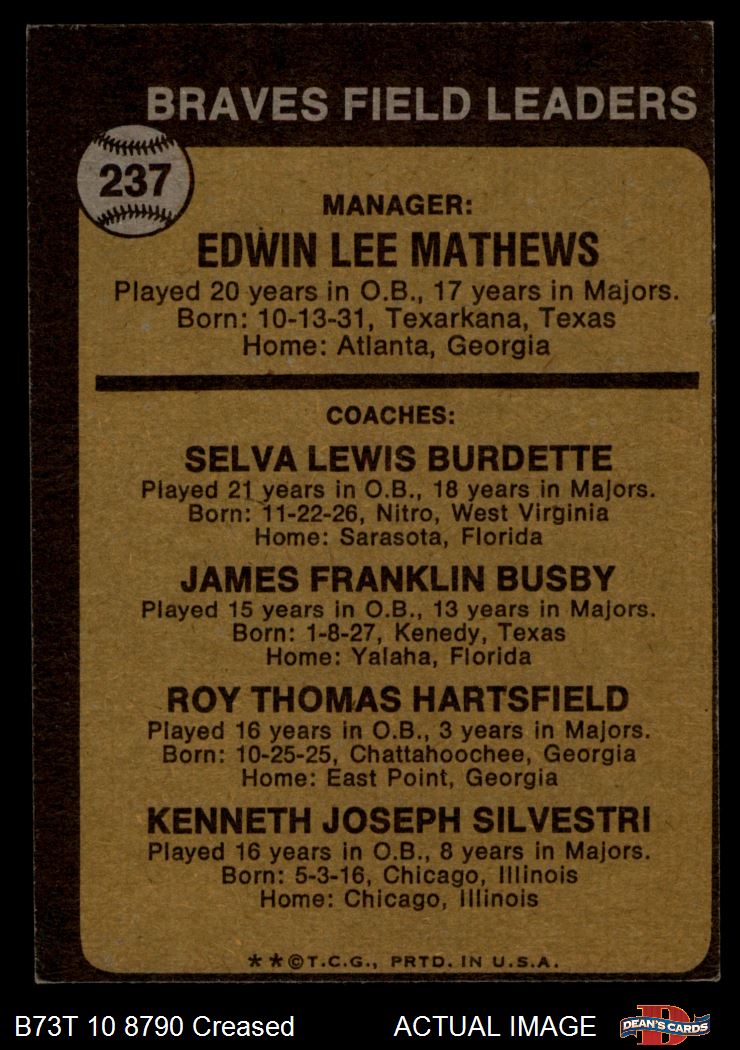 BRAVES FIELD LEADERS
237
MANAGER:
EDWIN LEE MATHEWS
Played 20 years in O.B., 17 years in Majors.
Born: 10-13-31, Texarkana, Texas
Home: Atlanta, Georgia
COACHES:
SELVA LEWIS BURDETTE
Played 21 years in O.B., 18 years in Majors.
Born: 11-22-26, Nitro, West Virginia
Home: Sarasota, Florida
JAMES FRANKLIN BUSBY
Played 15 years in O.B., 13 years in Majors.
Born: 1-8-27, Kenedy, Texas
Home: Yalaha, Florida
ROY THOMAS HARTSFIELD
Played 16 years in O.B., 3 years in Majors.
Born: 10-25-25, Chattahoochee, Georgia
Home: East Point, Georgia
KENNETH JOSEPH SILVESTRI
Played 16 years in O.B., 8 years in Majors.
Born: 5-3-16, Chicago, Illinois
Home: Chicago, Illinois
**©T.C.G., PRTD. IN U.S.A.
B73T 10 8790 Creased
ACTUAL IMAGE
D
DEAN'S CARDS